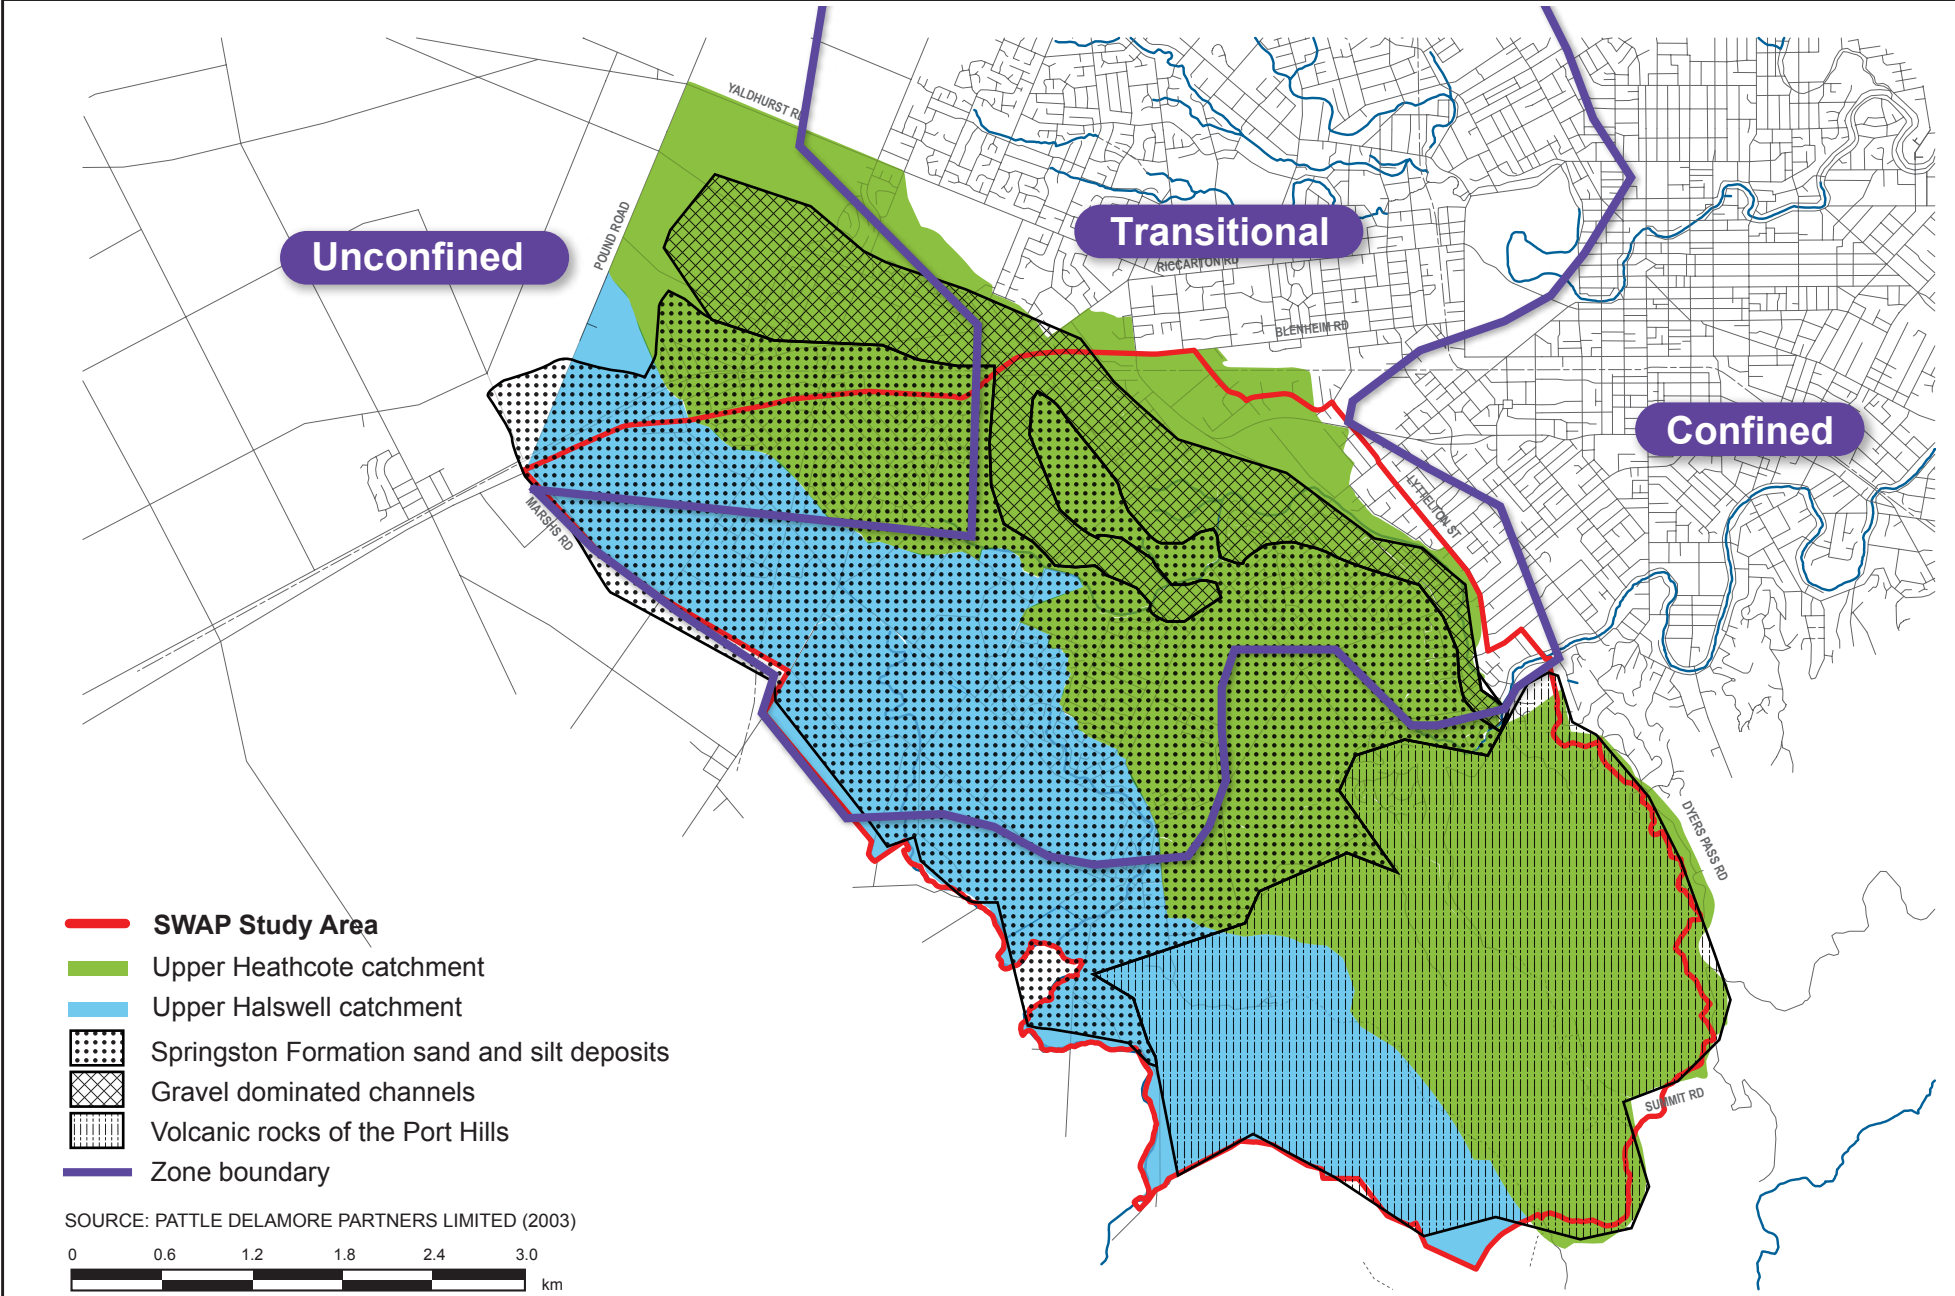 YALDHURST RD
POUND ROAD
Unconfined
Transitional
RICCARTON RD
BLENHEIM RD
Confined
LYTTELTON ST
MARSHS RD
DYERS PASS RD
SUMMIT RD
SWAP Study Area
Upper Heathcote catchment
Upper Halswell catchment
Springston Formation sand and silt deposits
Gravel dominated channels
Volcanic rocks of the Port Hills
Zone boundary
SOURCE: PATTLE DELAMORE PARTNERS LIMITED (2003)
0 0.6 1.2 1.8 2.4 3.0
km